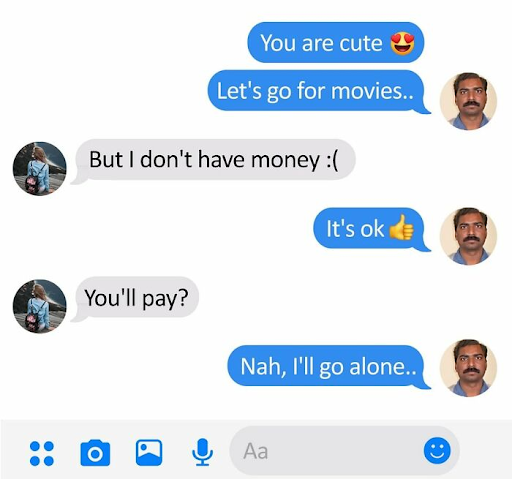 You are cute 😍
Let's go for movies..
But I don't have money :(
It's ok 👍
You'll pay?
Nah, I'll go alone..
Aa